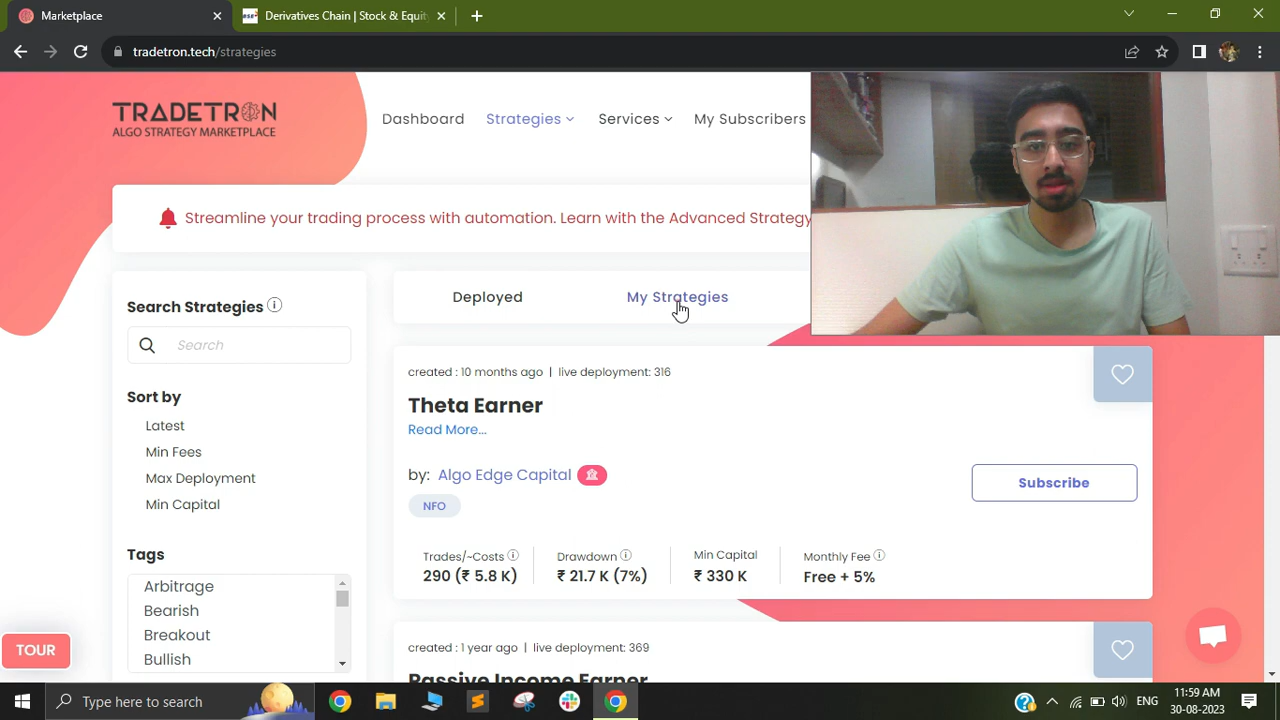 Marketplace
BSE Derivatives Chain | Stock & Equity
tradetron.tech/strategies
TRADETRON
ALGO STRATEGY MARKETPLACE
Dashboard Strategies Services My Subscribers
Streamline your trading process with automation. Learn with the Advanced Strategy
Search Strategies
Search
Sort by
Latest
Min Fees
Max Deployment
Min Capital
Tags
Arbitrage
Bearish
Breakout
Bullish
TOUR
Deployed My Strategies
created : 10 months ago | live deployment: 316
Theta Earner
Read More...
by: Algo Edge Capital
NFO
Subscribe
Trades/~Costs Drawdown Min Capital Monthly Fee
290 (₹ 5.8 K) ₹ 21.7 K (7%) ₹ 330 K Free + 5%
created : 1 year ago | live deployment: 369
Passive Income Earner
Type here to search
ENG
11:59 AM
30-08-2023